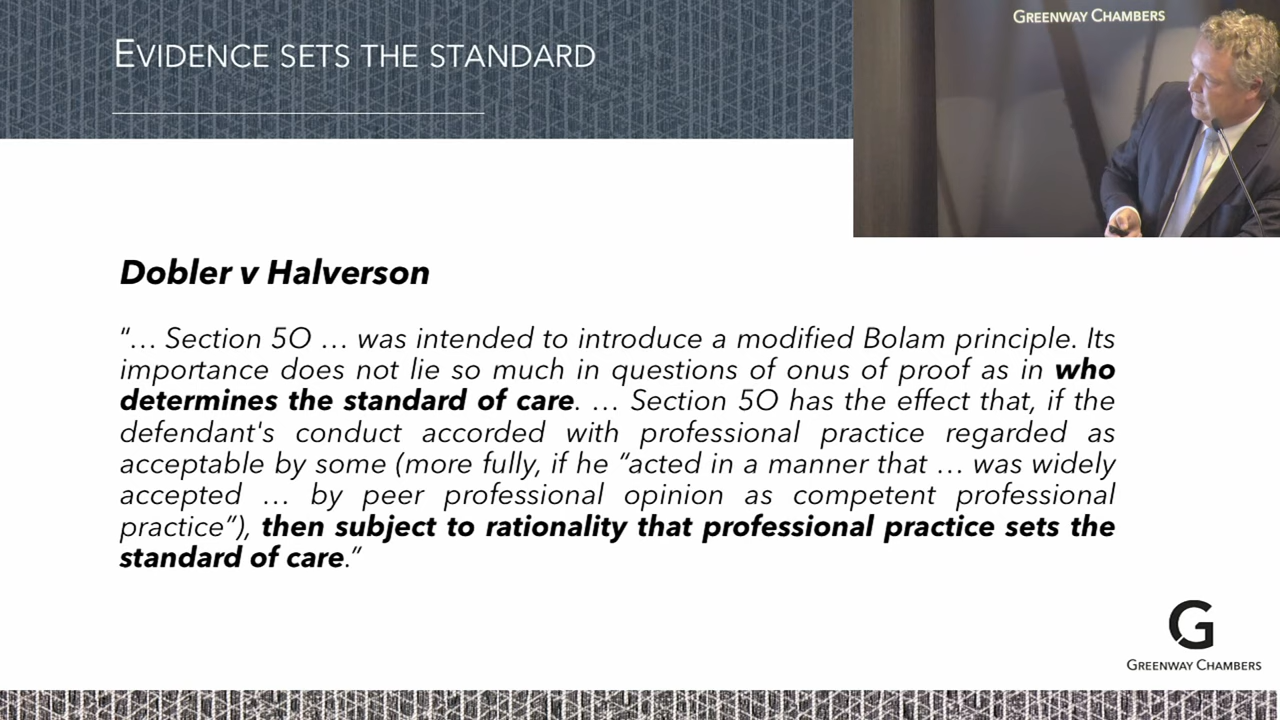 EVIDENCE SETS THE STANDARD
GREENWAY CHAMBERS
Dobler v Halverson
“… Section 5O … was intended to introduce a modified Bolam principle. Its
importance does not lie so much in questions of onus of proof as in who
determines the standard of care. … Section 5O has the effect that, if the
defendant's conduct accorded with professional practice regarded as
acceptable by some (more fully, if he “acted in a manner that … was widely
accepted … by peer professional opinion as competent professional
practice”), then subject to rationality that professional practice sets the
standard of care.”
G
GREENWAY CHAMBERS